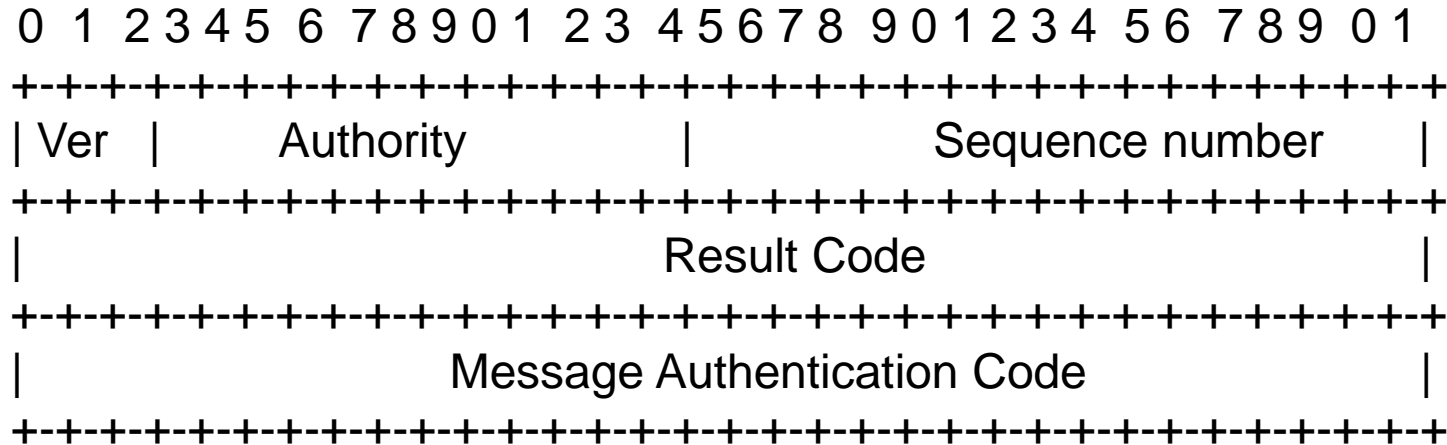 0 1 2 3 4 5 6 7 8 9 0 1 2 3 4 5 6 7 8 9 0 1 2 3 4 5 6 7 8 9 0 1
+-+-+-+-+-+-+-+-+-+-+-+-+-+-+-+-+-+-+-+-+-+-+-+-+-+-+-+-+-+-+-+-+
| Ver | Authority | Sequence number |
+-+-+-+-+-+-+-+-+-+-+-+-+-+-+-+-+-+-+-+-+-+-+-+-+-+-+-+-+-+-+-+-+
| Result Code |
+-+-+-+-+-+-+-+-+-+-+-+-+-+-+-+-+-+-+-+-+-+-+-+-+-+-+-+-+-+-+-+-+
| Message Authentication Code |
+-+-+-+-+-+-+-+-+-+-+-+-+-+-+-+-+-+-+-+-+-+-+-+-+-+-+-+-+-+-+-+-+